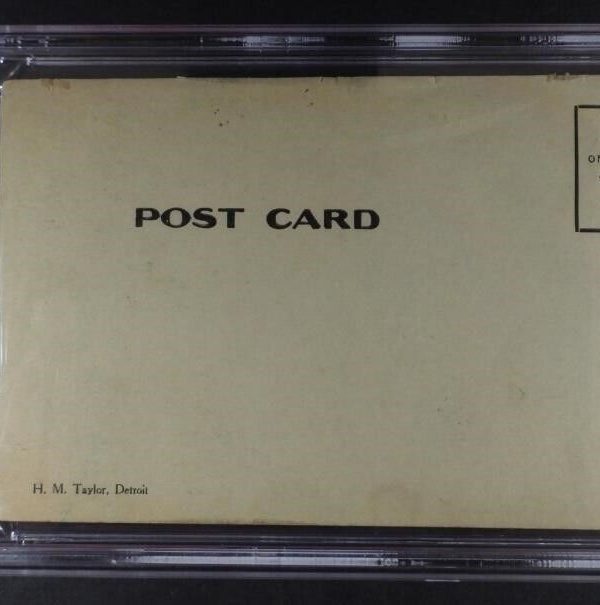 POST CARD
H. M. Taylor, Detroit